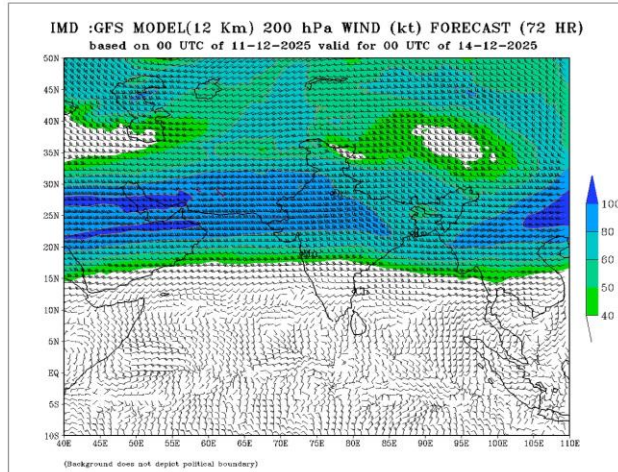 IMD :GFS MODEL(12 Km) 200 hPa WIND (kt) FORECAST (72 HR)
based on 00 UTC of 11-12-2025 valid for 00 UTC of 14-12-2025
50N
45N
40N
35N
30N
25N
20N
15N
10N
5N
EQ
5S
10S
40E 45E 50E 55E 60E 65E 70E 75E 80E 85E 90E 95E 100E 105E 110E
100
80
60
50
40
(Background does not depict political boundary)